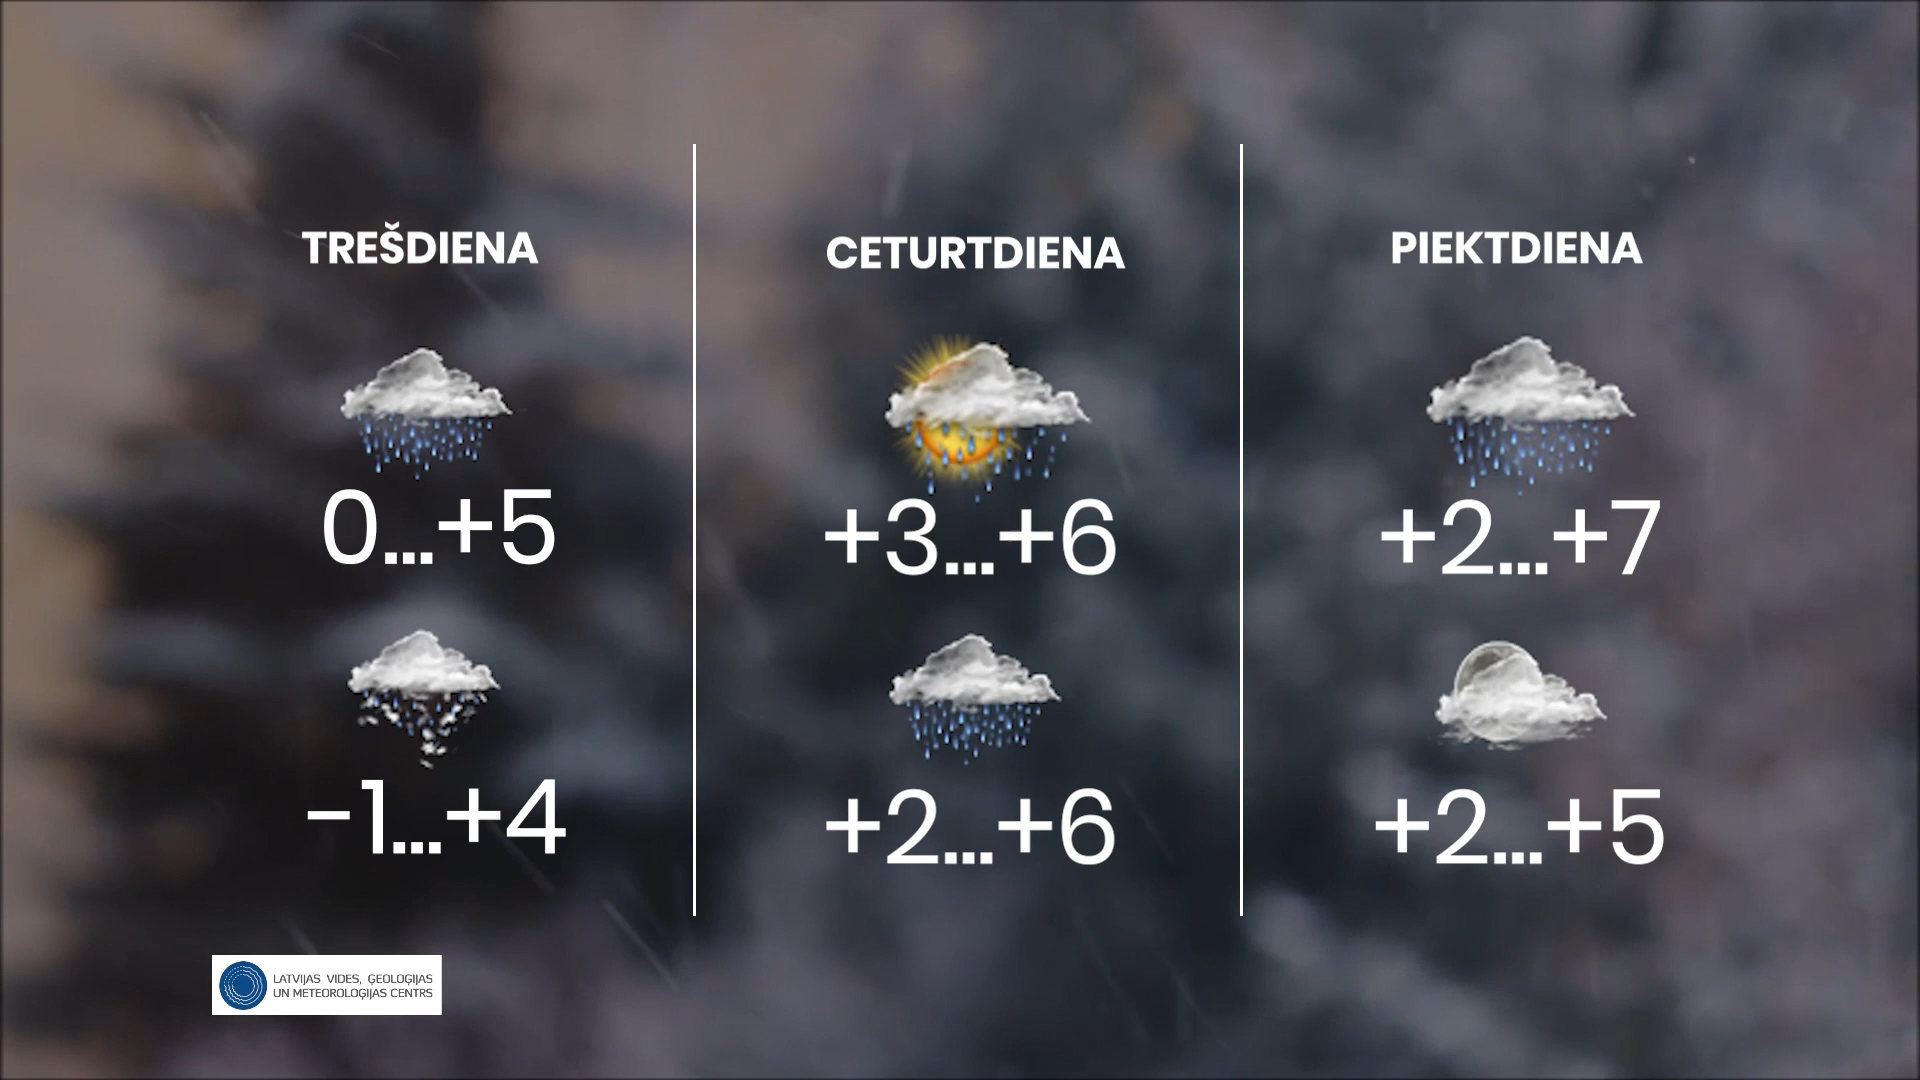 TREŠDIENA
0...+5
-1...+4
CETURTDIENA
+3...+6
+2...+6
PIEKTDIENA
+2...+7
+2...+5
LATVIJAS VIDES, ĢEOLOĢIJAS
UN METEOROLOĢIJAS CENTRS